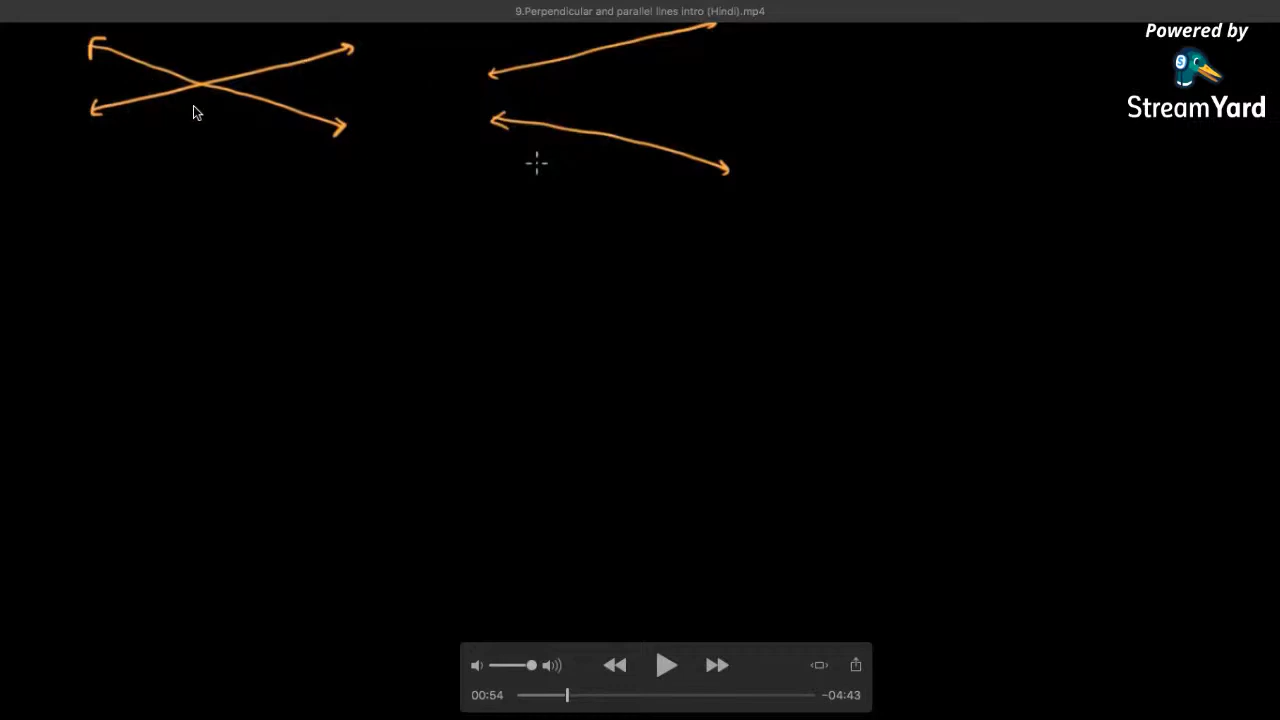 9.Perpendicular and parallel lines intro (Hindi).mp4
Powered by
S
StreamYard
00:54
-04:43